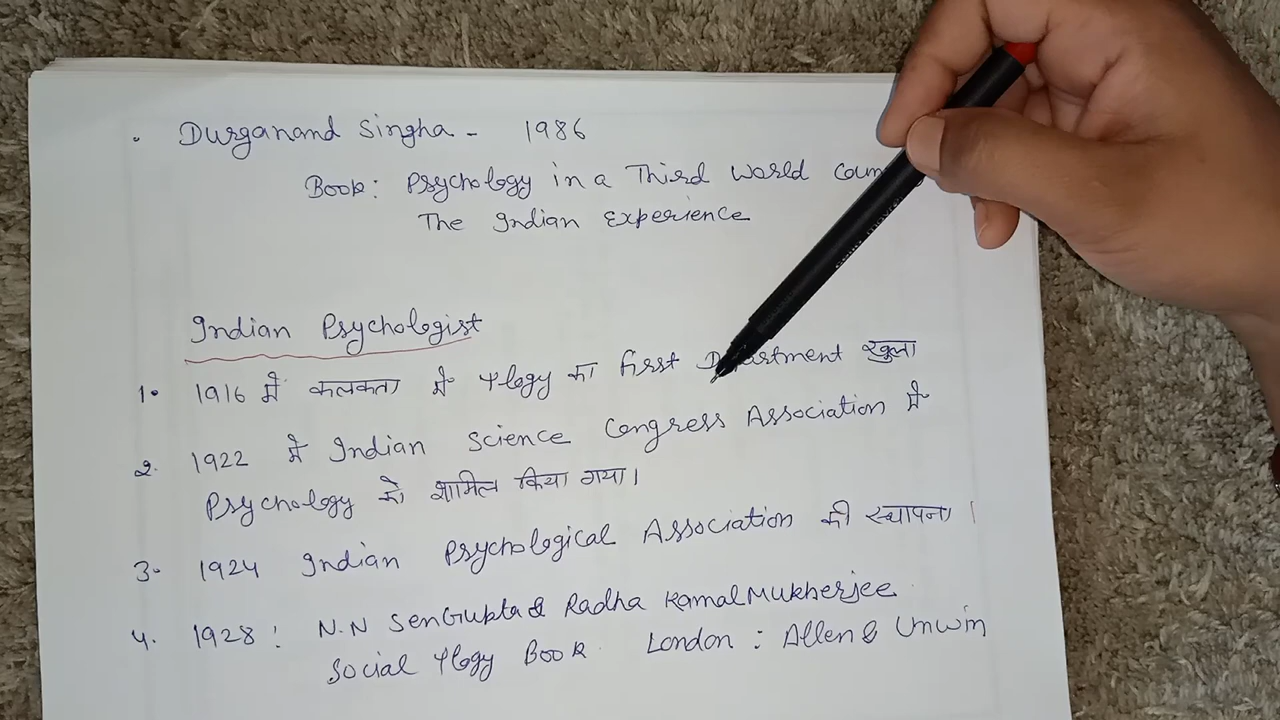 . Durganand Singha - 1986
Book: Psychology in a Third World
The Indian Experience
Indian Psychologist
1. 1916 में कलकता में Ψlogy का first खुला
2. 1922 में Indian Science Congress Association में
Psychology को शामिल किया गया।
3. 1924 Indian Psychological Association की स्थापना।
4. 1928: N.N SenGupta & Radha Kamal Mukherjee.
Social Ψlogy Book. London: Allen & Unwin